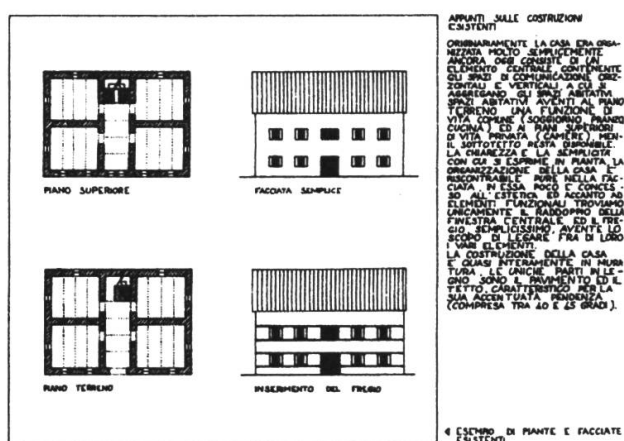 PIANO SUPERIORE
FACCIATA SEMPLICE
PIANO TERRENO
INSERIMENTO DEL FREGIO
APPUNTI SULLE COSTRUZIONI
ESISTENTI
ORIGINARIAMENTE LA CASA ERA ORGA-
NIZZATA MOLTO SEMPLICEMENTE
ANCORA OGGI CONSISTE DI UN
ELEMENTO CENTRALE CONTENENTE
GLI SPAZI DI COMUNICAZIONE ORIZ-
ZONTALI E VERTICALI, A CUI SI
AGGREGANO GLI SPAZI ABITATIVI
SPAZI ABITATIVI AVENTI AL PIANO
TERRENO UNA FUNZIONE DI
VITA COMUNE (SOGGIORNO PRANZO
CUCINA) ED AI PIANI SUPERIORI
DI VITA PRIVATA (CAMERE), MEN-
IL SOTTOTETTO RESTA DISPONIBILE.
LA CHIAREZZA E LA SEMPLICITÀ
CON CUI SI ESPRIME IN PIANTA LA
ORGANIZZAZIONE DELLA CASA È
RISCONTRABILE PURE NELLA FAC-
CIATA. IN ESSA POCO È CONCES-
SO ALL'ESTETICA, ED ACCANTO AD
ELEMENTI FUNZIONALI TROVIAMO
UNICAMENTE IL RADDOPPIO DELLA
FINESTRA CENTRALE ED IL FRE-
GIO, SEMPLICISSIMO, AVENTE LO
SCOPO DI LEGARE FRA DI LORO
I VARI ELEMENTI.
LA COSTRUZIONE DELLA CASA
È QUASI INTERAMENTE IN MURA-
TURA. LE UNICHE PARTI IN LE-
GNO SONO IL PAVIMENTO ED IL
TETTO, CARATTERISTICO PER LA
SUA ACCENTUATA PENDENZA
(COMPRESA TRA 40 E 45 GRADI).
ESEMPIO DI PIANTE E FACCIATE
ESISTENTI